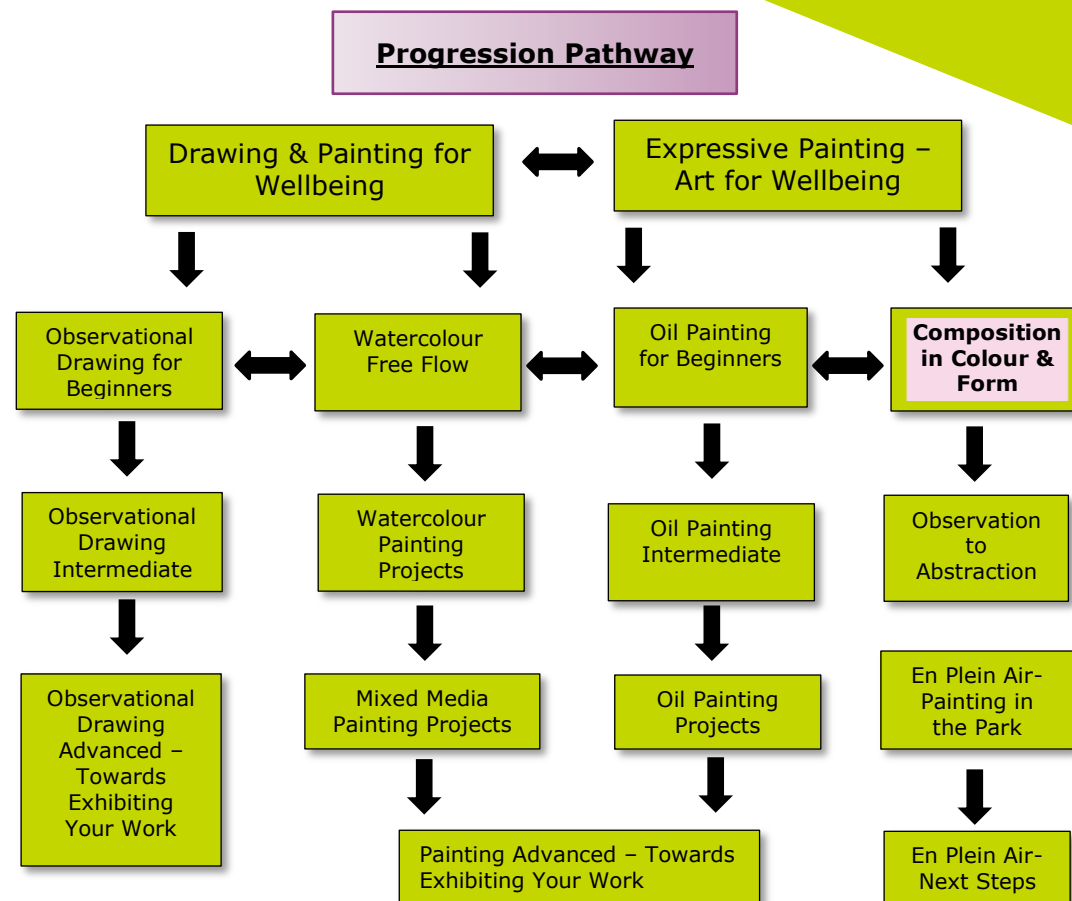 Progression Pathway
Drawing & Painting for
Wellbeing
Expressive Painting –
Art for Wellbeing
Observational
Drawing for
Beginners
Watercolour
Free Flow
Oil Painting
for Beginners
Composition
in Colour &
Form
Observational
Drawing
Intermediate
Watercolour
Painting
Projects
Oil Painting
Intermediate
Observation
to
Abstraction
Observational
Drawing
Advanced –
Towards
Exhibiting
Your Work
Mixed Media
Painting Projects
Oil Painting
Projects
En Plein Air-
Painting in
the Park
Painting Advanced – Towards
Exhibiting Your Work
En Plein Air-
Next Steps